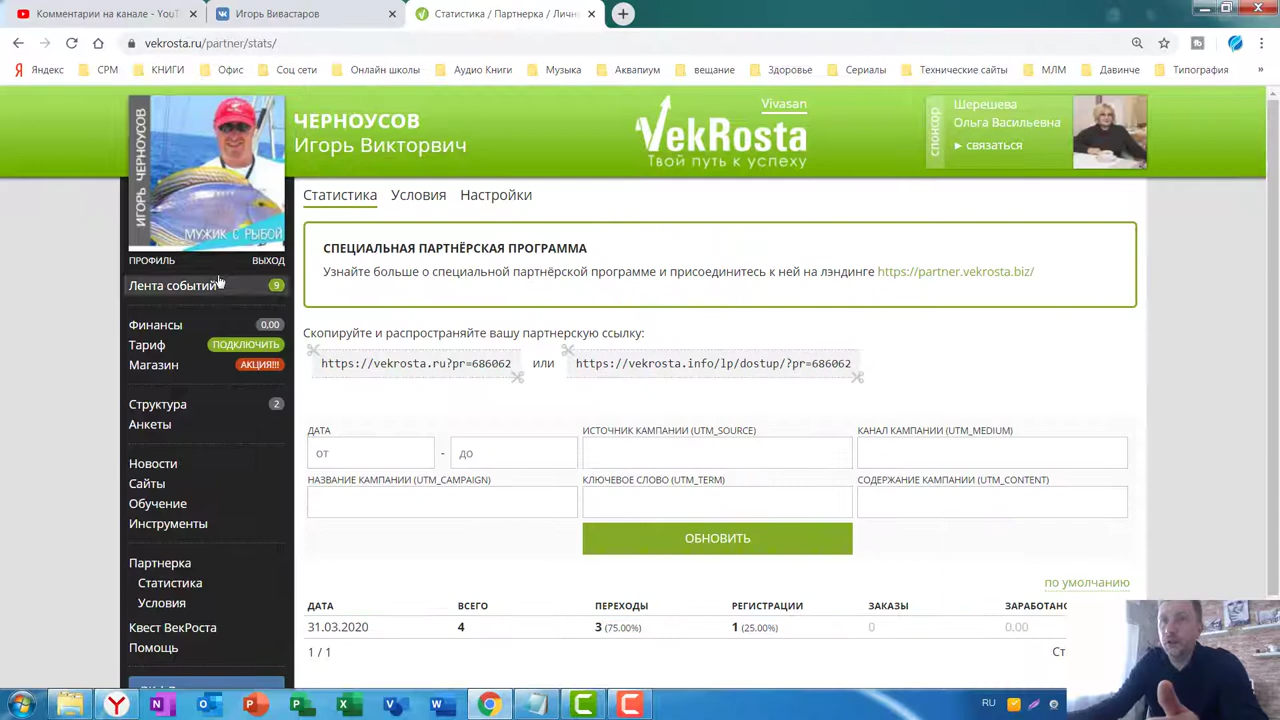 Комментарии на канале - YouT
Игорь Вивастаров
Статистика / Партнерка / Личн
vekrosta.ru/partner/stats/
Яндекс
СРМ
КНИГИ
Офис
Соц сети
Онлайн школы
Аудио Книги
Музыка
Аквапиум
вещание
Здоровье
Сериалы
Технические сайты
МЛМ
Давинче
Типография
»
ИГОРЬ ЧЕРНОУСОВ
МУЖИК С РЫБОЙ
ЧЕРНОУСОВ
Игорь Викторович
Vivasan
VekRosta
Твой путь к успеху
спонсор
Шерешева
Ольга Васильевна
► связаться
ПРОФИЛЬ
ВЫХОД
Лента событий
9
Финансы
0.00
Тариф
ПОДКЛЮЧИТЬ
Магазин
АКЦИЯ!!!
Структура
2
Анкеты
Новости
Сайты
Обучение
Инструменты
Партнерка
Статистика
Условия
Квест ВекРоста
Помощь
Статистика
Условия
Настройки
СПЕЦИАЛЬНАЯ ПАРТНЁРСКАЯ ПРОГРАММА
Узнайте больше о специальной партнёрской программе и присоединитесь к ней на лэндинге https://partner.vekrosta.biz/
Скопируйте и распространяйте вашу партнерскую ссылку:
https://vekrosta.ru?pr=686062 или https://vekrosta.info/lp/dostup/?pr=686062
ДАТА
ИСТОЧНИК КАМПАНИИ (UTM_SOURCE)
КАНАЛ КАМПАНИИ (UTM_MEDIUM)
от - до
НАЗВАНИЕ КАМПАНИИ (UTM_CAMPAIGN)
КЛЮЧЕВОЕ СЛОВО (UTM_TERM)
СОДЕРЖАНИЕ КАМПАНИИ (UTM_CONTENT)
ОБНОВИТЬ
по умолчанию
ДАТА ВСЕГО ПЕРЕХОДЫ РЕГИСТРАЦИИ ЗАКАЗЫ ЗАРАБОТАНО
31.03.2020 4 3 (75.00%) 1 (25.00%) 0 0.00
1 / 1
Ст
RU